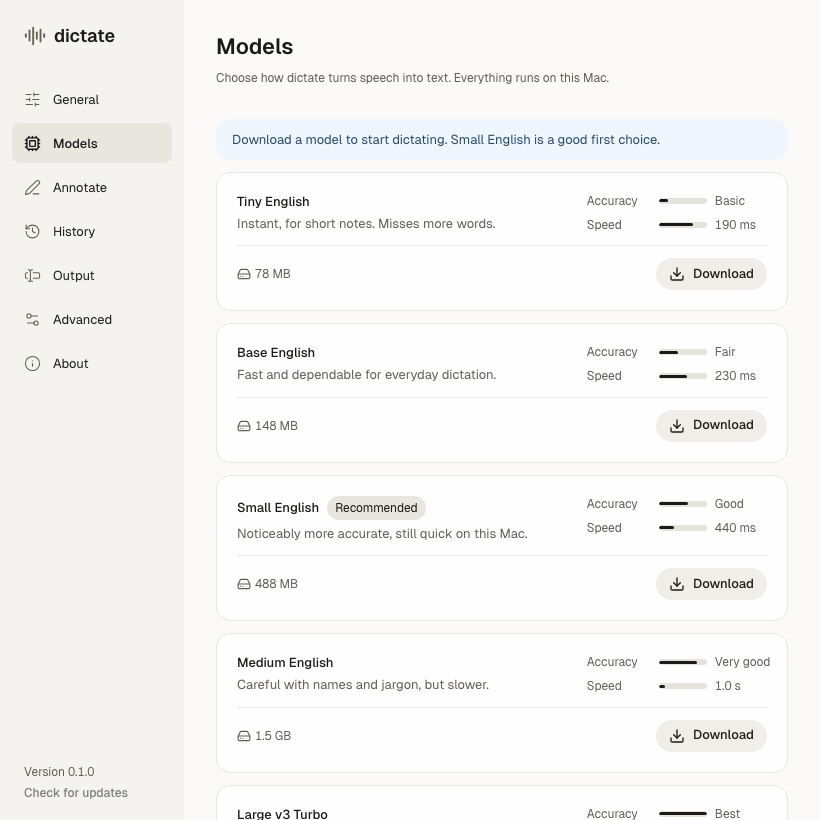 dictate
General
Models
Annotate
History
Output
Advanced
About
Version 0.1.0
Check for updates
Models
Choose how dictate turns speech into text. Everything runs on this Mac.
Download a model to start dictating. Small English is a good first choice.
Tiny English
Instant, for short notes. Misses more words.
Accuracy Basic
Speed 190 ms
78 MB
Download
Base English
Fast and dependable for everyday dictation.
Accuracy Fair
Speed 230 ms
148 MB
Download
Small English Recommended
Noticeably more accurate, still quick on this Mac.
Accuracy Good
Speed 440 ms
488 MB
Download
Medium English
Careful with names and jargon, but slower.
Accuracy Very good
Speed 1.0 s
1.5 GB
Download
Large v3 Turbo
Accuracy Best